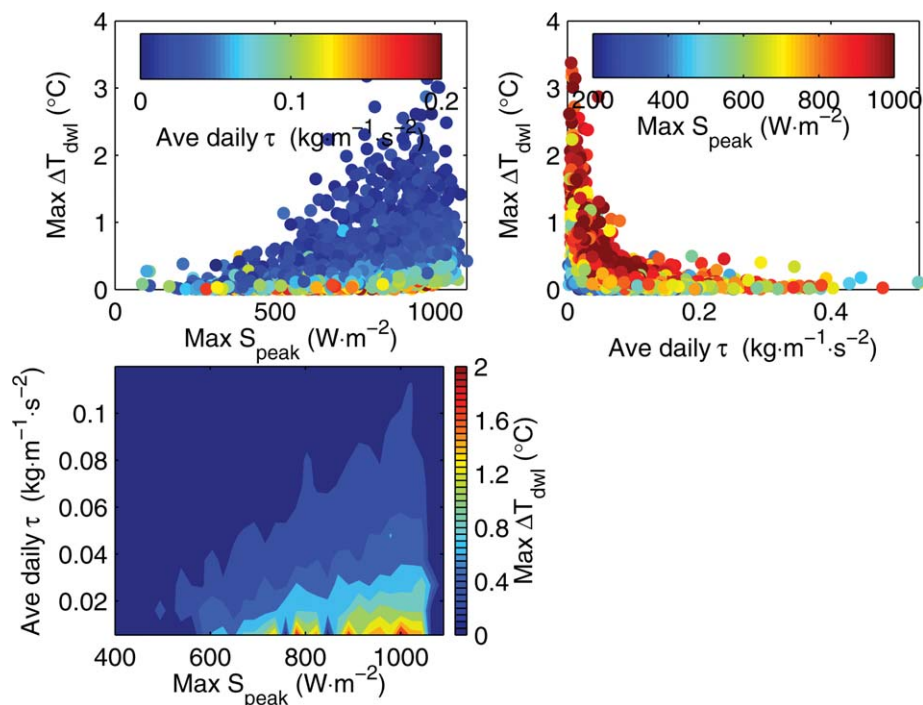 4
3
2
1
0
Max ΔT_dwl (°C)
0 0.1 0.2
Ave daily τ (kg·m⁻¹ s⁻²)
0 500 1000
Max S_peak (W·m⁻²)
4
3
2
1
0
Max ΔT_dwl (°C)
200 400 600 800 1000
Max S_peak (W·m⁻²)
0 0.2 0.4
Ave daily τ (kg·m⁻¹·s⁻²)
0.1
0.08
0.06
0.04
0.02
Ave daily τ (kg·m⁻¹·s⁻²)
400 600 800 1000
Max S_peak (W·m⁻²)
2
1.6
1.2
0.8
0.4
0
Max ΔT_dwl (°C)